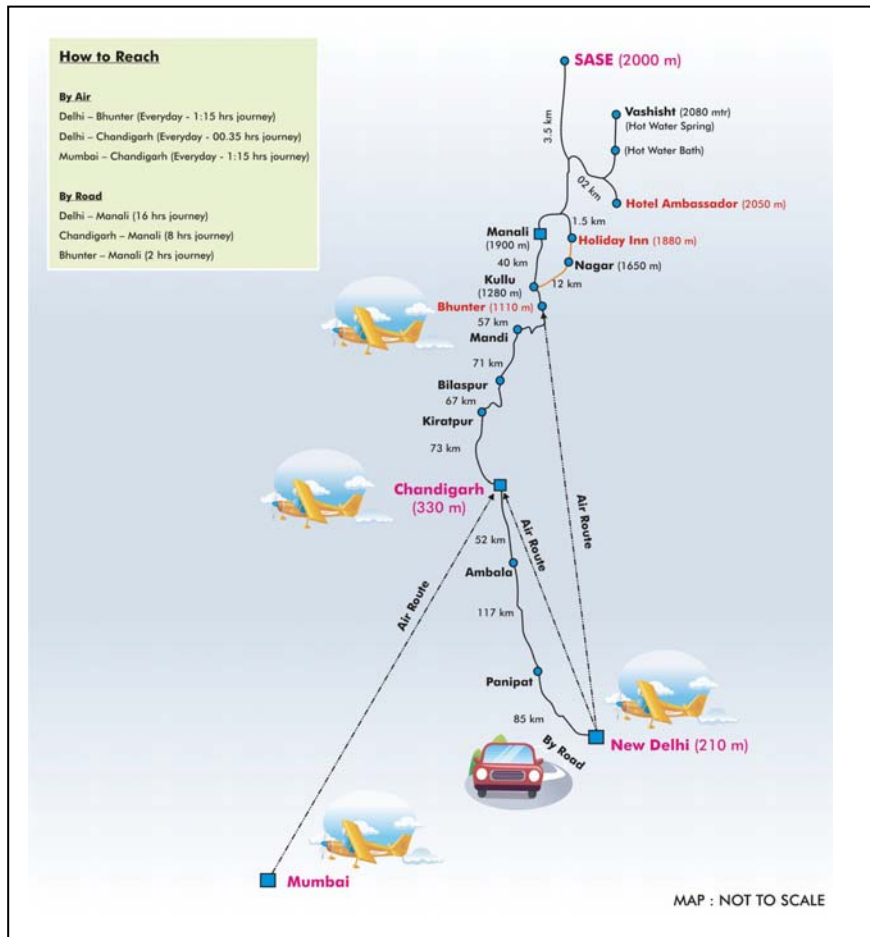 How to Reach
By Air
Delhi – Bhunter (Everyday - 1:15 hrs journey)
Delhi – Chandigarh (Everyday - 00.35 hrs journey)
Mumbai – Chandigarh (Everyday - 1:15 hrs journey)
By Road
Delhi – Manali (16 hrs journey)
Chandigarh – Manali (8 hrs journey)
Bhunter – Manali (2 hrs journey)
SASE (2000 m)
3.5 km
Vashisht (2080 mtr)
(Hot Water Spring)
(Hot Water Bath)
02 km
Hotel Ambassador (2050 m)
1.5 km
Manali
(1900 m)
Holiday Inn (1880 m)
40 km
Nagar (1650 m)
Kullu
(1280 m)
12 km
Bhunter (1110 m)
57 km
Mandi
71 km
Bilaspur
67 km
Kiratpur
73 km
Chandigarh
(330 m)
Air Route
Air Route
Air Route
52 km
Ambala
117 km
Panipat
85 km
By Road
New Delhi (210 m)
Mumbai
MAP : NOT TO SCALE